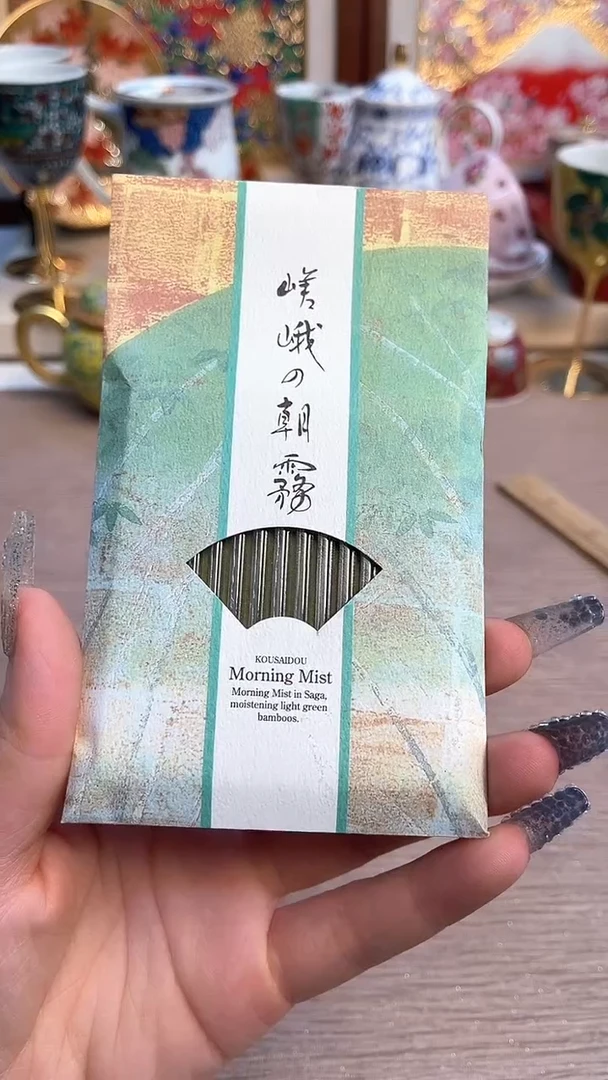 嵯峨の朝霧
KOUSAIDOU
Morning Mist
Morning Mist in Saga,
moistening light green
bamboos.